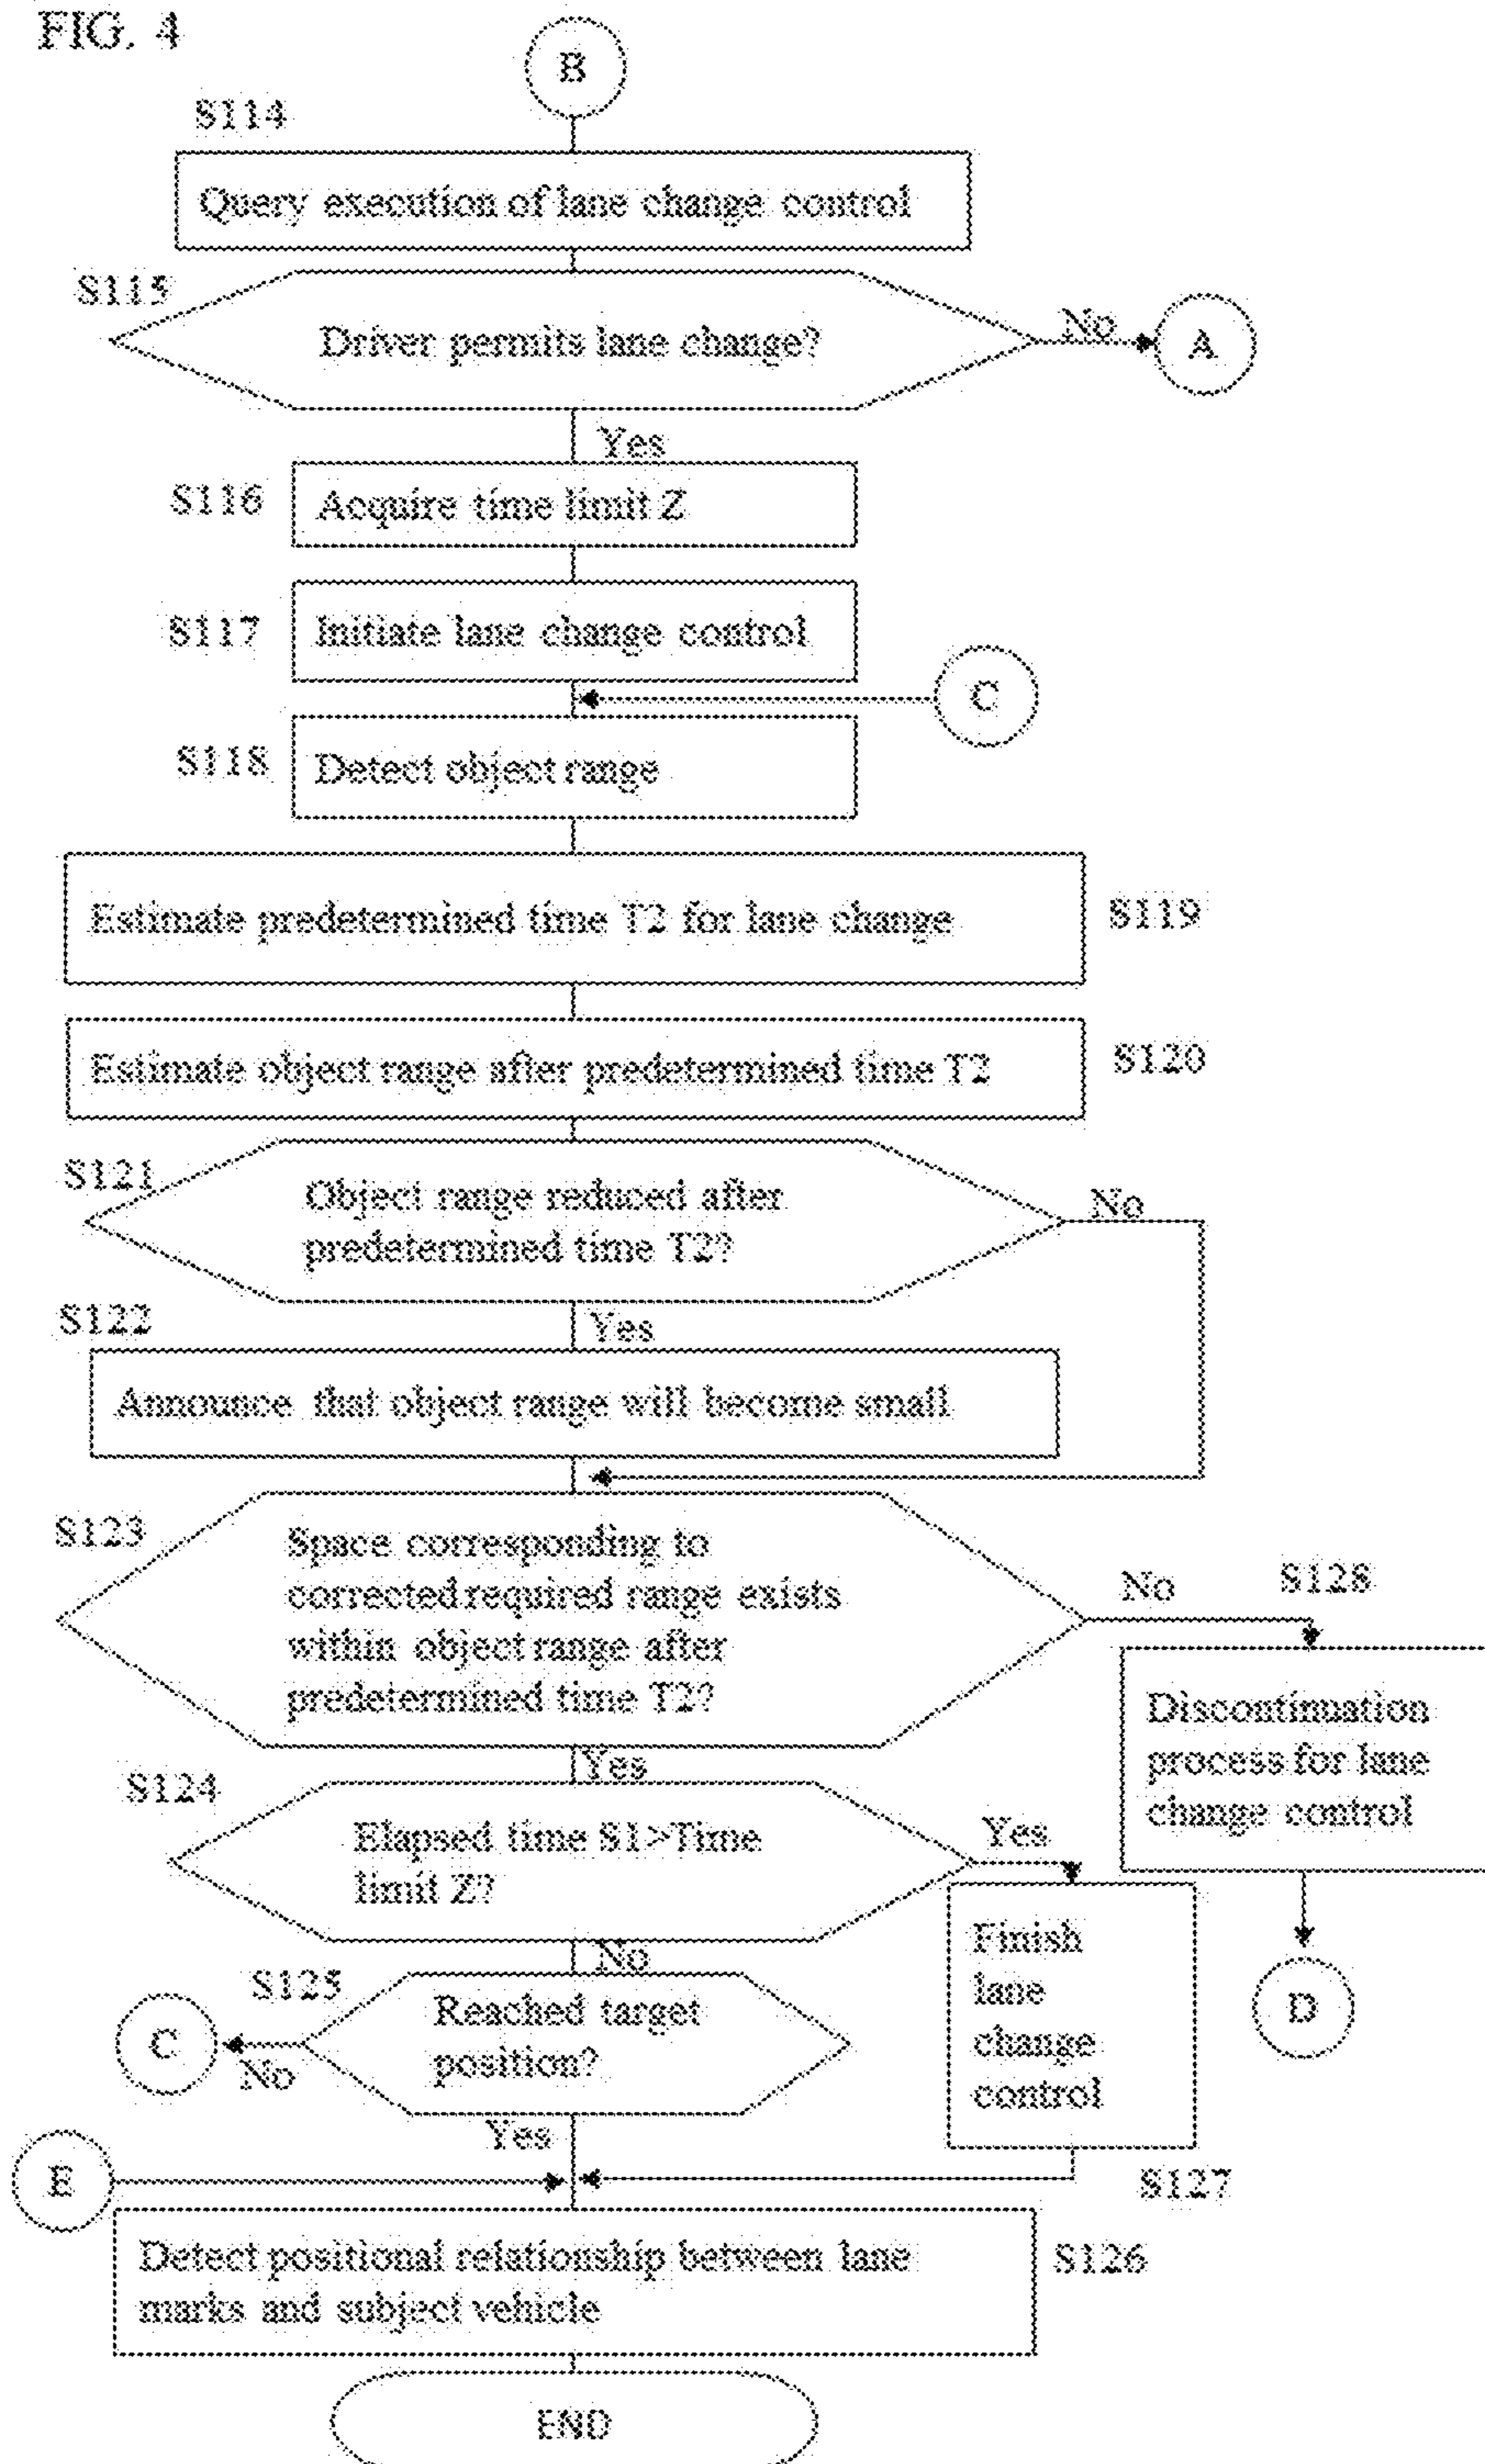 FIG. 4
B
S114
Query execution of lane change control
S115
Driver permits lane change?
No
A
Yes
S116
Acquire time limit Z
S117
Initiate lane change control
C
S118
Detect object range
Estimate predetermined time T2 for lane change
S119
Estimate object range after predetermined time T2
S120
S121
Object range reduced after
predetermined time T2?
No
S122
Yes
Announce that object range will become small
S123
Space corresponding to
corrected required range exists
within object range after
predetermined time T2?
No
S128
Discontinuation
process for lane
change control
Yes
S124
Elapsed time S1>Time
limit Z?
Yes
Finish
lane
change
control
D
No
S125
Reached target
position?
C
No
Yes
E
S127
Detect positional relationship between lane
marks and subject vehicle
S126
END